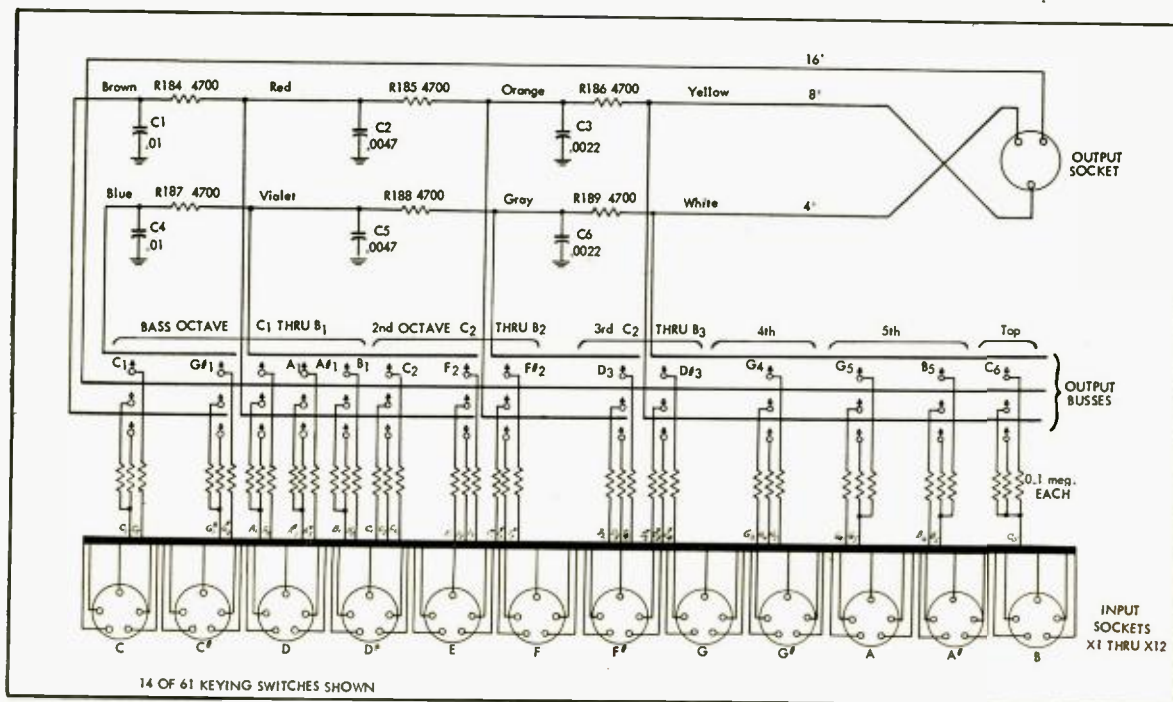 16'
Brown R184 4700 Red R185 4700 Orange R186 4700 Yellow 8'
C1 .01
C2 .0047
C3 .0022
OUTPUT SOCKET
Blue R187 4700 Violet R188 4700 Gray R189 4700 White 4'
C4 .01
C5 .0047
C6 .0022
BASS OCTAVE C1 THRU B1 2nd OCTAVE C2 THRU B2 3rd C2 THRU B3 4th 5th Top
C1 G#1 A1 A#1 B1 C2 F2 F#2 D3 D#3 G4 G5 B5 C6
OUTPUT BUSSES
0.1 meg. EACH
C C# D D# E F F# G G# A A# B
INPUT SOCKETS X1 THRU X12
14 OF 61 KEYING SWITCHES SHOWN